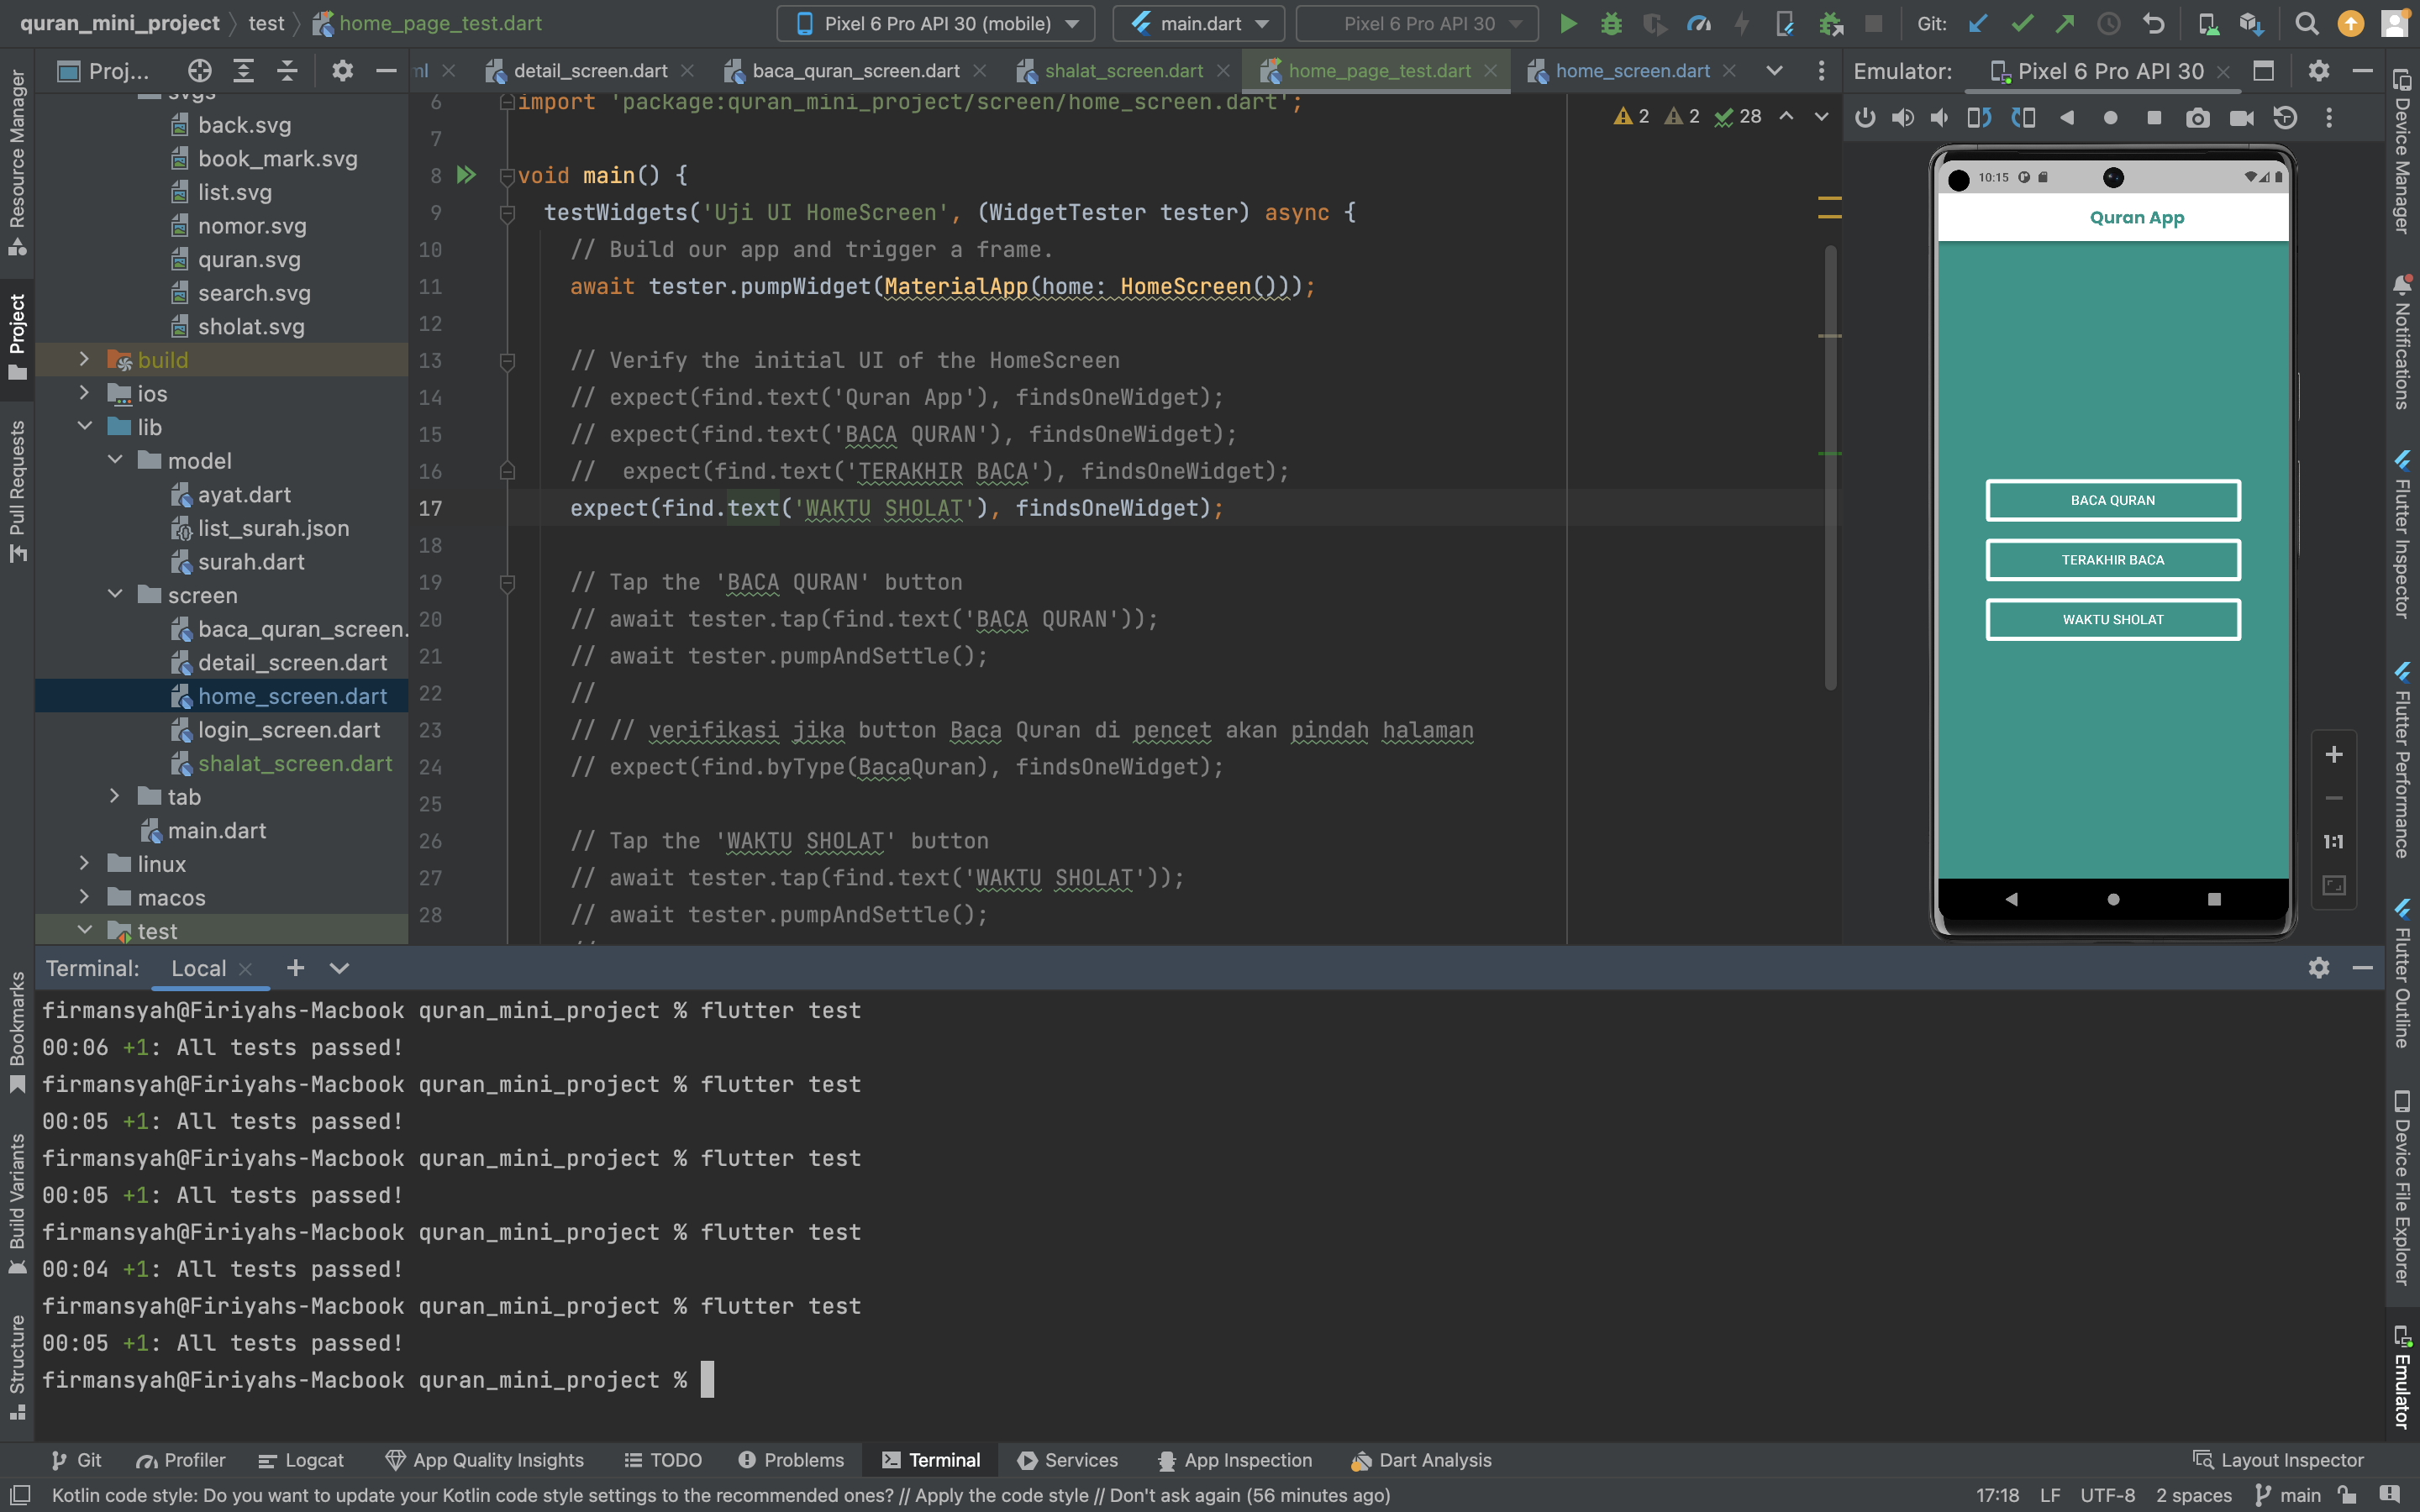 quran_mini_project
test
home_page_test.dart
Pixel 6 Pro API 30 (mobile)
main.dart
Pixel 6 Pro API 30
Git:
Proj...
ml
detail_screen.dart
baca_quran_screen.dart
shalat_screen.dart
home_page_test.dart
home_screen.dart
Emulator:
Pixel 6 Pro API 30
Resource Manager
Project
Pull Requests
Bookmarks
Build Variants
Structure
svgs
back.svg
book_mark.svg
list.svg
nomor.svg
quran.svg
search.svg
sholat.svg
build
ios
lib
model
ayat.dart
list_surah.json
surah.dart
screen
baca_quran_screen.
detail_screen.dart
home_screen.dart
login_screen.dart
shalat_screen.dart
tab
main.dart
linux
macos
test
2 2 28
6 import 'package:quran_mini_project/screen/home_screen.dart';
7
8 void main() {
9 testWidgets('Uji UI HomeScreen', (WidgetTester tester) async {
10 // Build our app and trigger a frame.
11 await tester.pumpWidget(MaterialApp(home: HomeScreen()));
12
13 // Verify the initial UI of the HomeScreen
14 // expect(find.text('Quran App'), findsOneWidget);
15 // expect(find.text('BACA QURAN'), findsOneWidget);
16 //  expect(find.text('TERAKHIR BACA'), findsOneWidget);
17 expect(find.text('WAKTU SHOLAT'), findsOneWidget);
18
19 // Tap the 'BACA QURAN' button
20 // await tester.tap(find.text('BACA QURAN'));
21 // await tester.pumpAndSettle();
22 //
23 // // verifikasi jika button Baca Quran di pencet akan pindah halaman
24 // expect(find.byType(BacaQuran), findsOneWidget);
25
26 // Tap the 'WAKTU SHOLAT' button
27 // await tester.tap(find.text('WAKTU SHOLAT'));
28 // await tester.pumpAndSettle();
//
10:15
Quran App
BACA QURAN
TERAKHIR BACA
WAKTU SHOLAT
1:1
Device Manager
Notifications
Flutter Inspector
Flutter Performance
Flutter Outline
Device File Explorer
Emulator
Terminal: Local
firmansyah@Firiyahs-Macbook quran_mini_project % flutter test
00:06 +1: All tests passed!
firmansyah@Firiyahs-Macbook quran_mini_project % flutter test
00:05 +1: All tests passed!
firmansyah@Firiyahs-Macbook quran_mini_project % flutter test
00:05 +1: All tests passed!
firmansyah@Firiyahs-Macbook quran_mini_project % flutter test
00:04 +1: All tests passed!
firmansyah@Firiyahs-Macbook quran_mini_project % flutter test
00:05 +1: All tests passed!
firmansyah@Firiyahs-Macbook quran_mini_project %
Git Profiler Logcat App Quality Insights TODO Problems Terminal Services App Inspection Dart Analysis Layout Inspector
Kotlin code style: Do you want to update your Kotlin code style settings to the recommended ones? // Apply the code style // Don't ask again (56 minutes ago) 17:18 LF UTF-8 2 spaces main